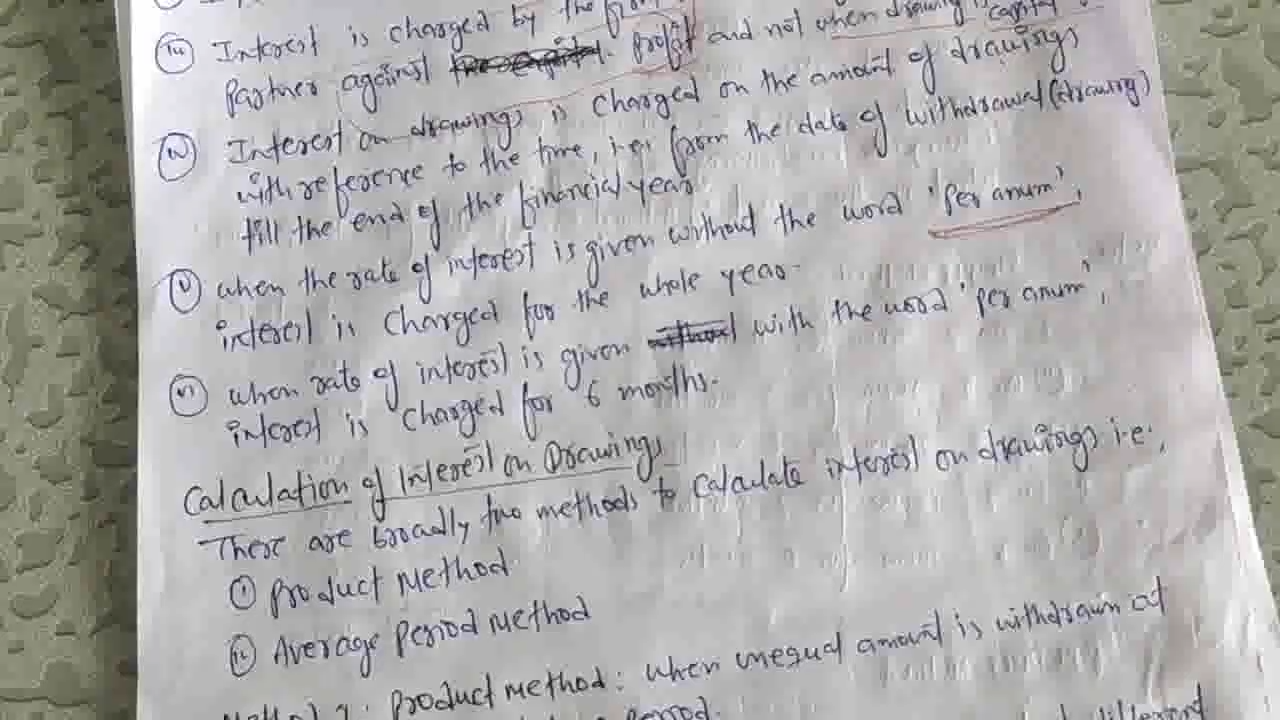 (iii) Interest is charged by the
Partner against profit and not when drawing is capital
(iv) Interest on drawings is charged on the amount of drawings
with reference to the time, i.e. from the date of withdrawal (drawing)
till the end of the financial year.
(v) when the rate of interest is given without the word 'per anum',
interest is charged for the whole year.
(vi) when rate of interest is given with the word 'per anum',
interest is charged for 6 months.
Calculation of Interest on Drawings
There are broadly two methods to calculate interest on drawings i.e.,
(i) Product Method
(ii) Average Period Method
Product Method: when unequal amount is withdrawn at
period.
different